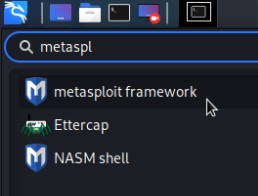 metaspl
metasploit framework
Ettercap
NASM shell